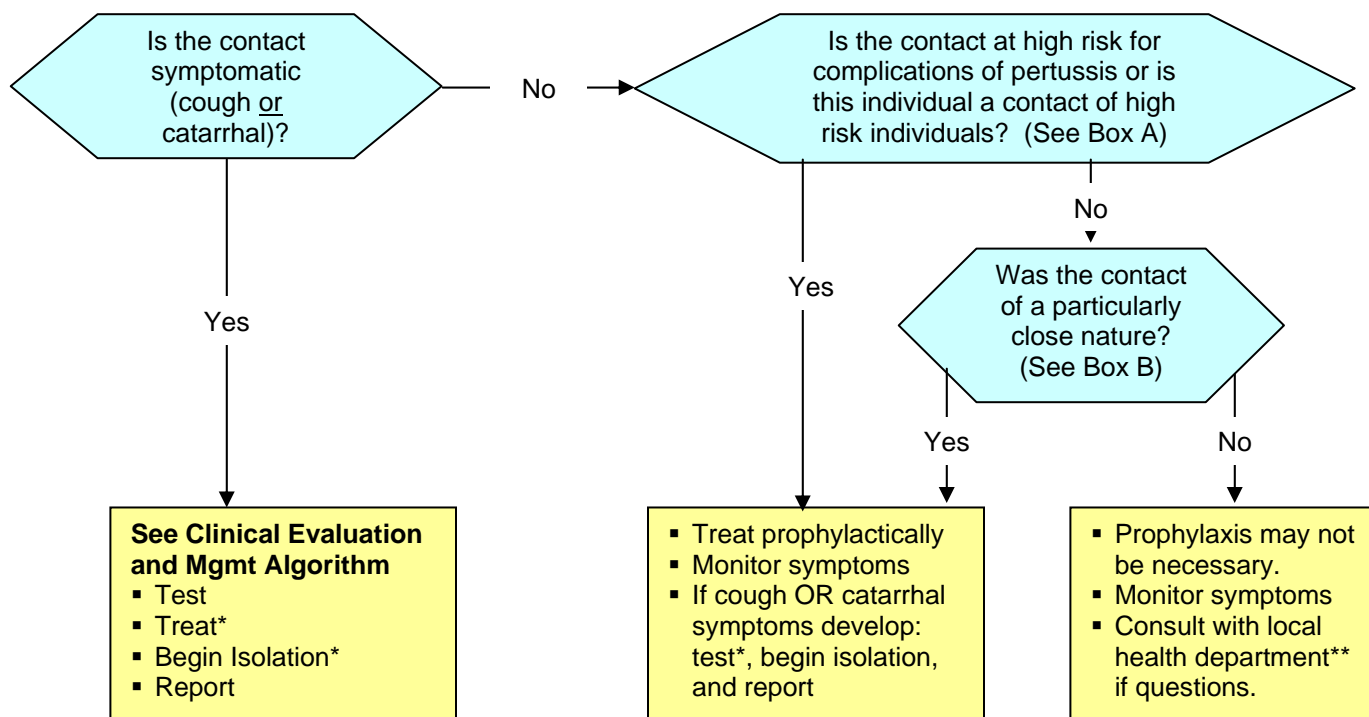 Is the contact
symptomatic
(cough or
catarrhal)?
No
Is the contact at high risk for
complications of pertussis or is
this individual a contact of high
risk individuals? (See Box A)
Yes
Yes
No
Was the contact
of a particularly
close nature?
(See Box B)
Yes
No
See Clinical Evaluation
and Mgmt Algorithm
▪ Test
▪ Treat*
▪ Begin Isolation*
▪ Report
▪ Treat prophylactically
▪ Monitor symptoms
▪ If cough OR catarrhal
symptoms develop:
test*, begin isolation,
and report
▪ Prophylaxis may not
be necessary.
▪ Monitor symptoms
▪ Consult with local
health department**
if questions.